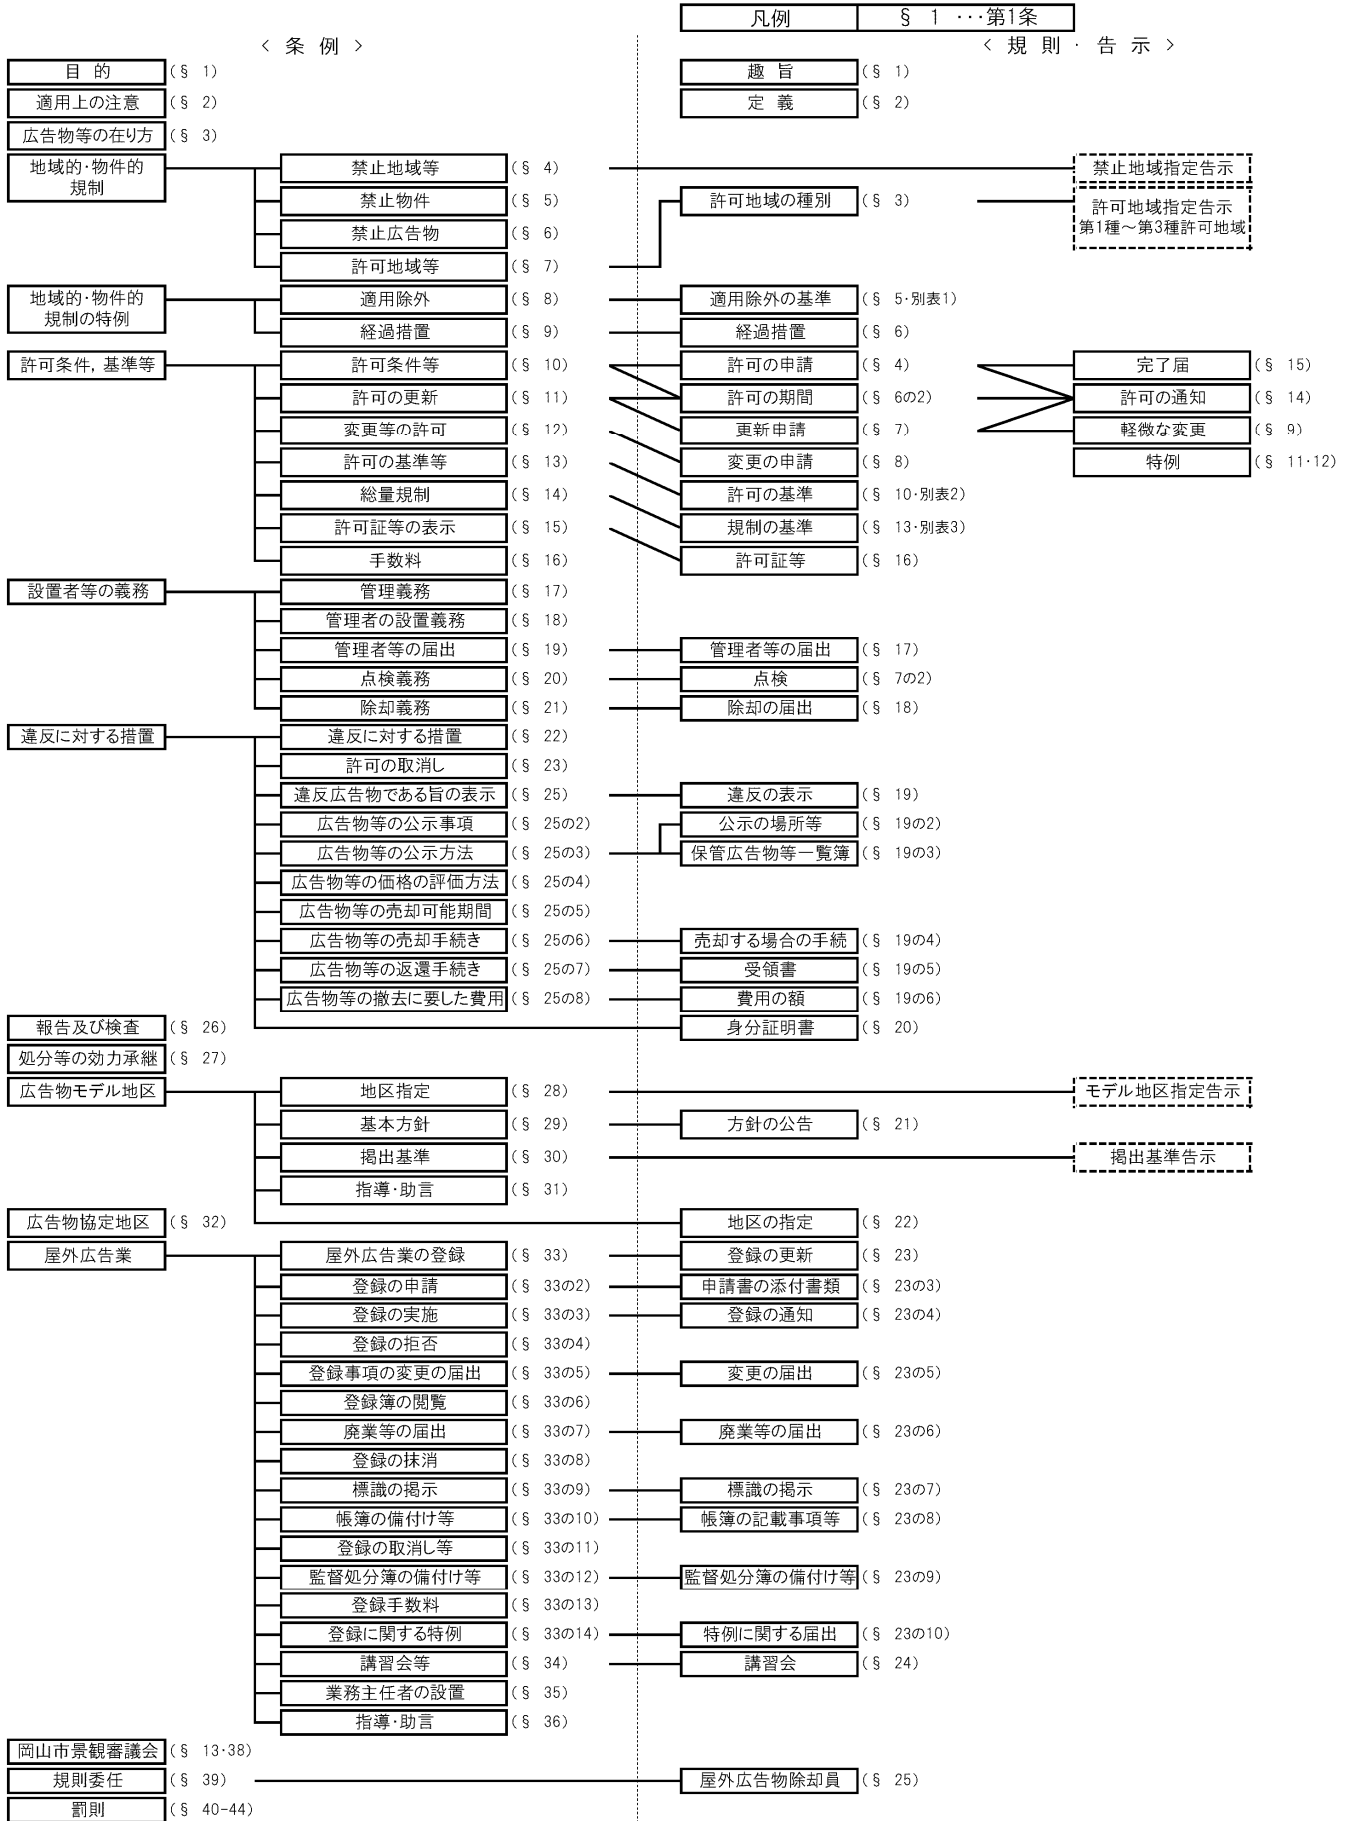 凡例 § 1 ･･･第1条
< 条 例 > < 規 則 ･ 告 示 >
目 的 (§ 1) 趣 旨 (§ 1)
適用上の注意 (§ 2) 定 義 (§ 2)
広告物等の在り方 (§ 3)
地域的･物件的
規制
禁止地域等 (§ 4) 禁止地域指定告示
禁止物件 (§ 5) 許可地域の種別 (§ 3) 許可地域指定告示
第1種～第3種許可地域
禁止広告物 (§ 6)
許可地域等 (§ 7)
地域的･物件的
規制の特例
適用除外 (§ 8) 適用除外の基準 (§ 5･別表1)
経過措置 (§ 9) 経過措置 (§ 6)
許可条件, 基準等 許可条件等 (§ 10) 許可の申請 (§ 4) 完了届 (§ 15)
許可の更新 (§ 11) 許可の期間 (§ 6の2) 許可の通知 (§ 14)
変更等の許可 (§ 12) 更新申請 (§ 7) 軽微な変更 (§ 9)
許可の基準等 (§ 13) 変更の申請 (§ 8) 特例 (§ 11･12)
総量規制 (§ 14) 許可の基準 (§ 10･別表2)
許可証等の表示 (§ 15) 規制の基準 (§ 13･別表3)
手数料 (§ 16) 許可証等 (§ 16)
設置者等の義務 管理義務 (§ 17)
管理者の設置義務 (§ 18)
管理者等の届出 (§ 19) 管理者等の届出 (§ 17)
点検義務 (§ 20) 点検 (§ 7の2)
除却義務 (§ 21) 除却の届出 (§ 18)
違反に対する措置 違反に対する措置 (§ 22)
許可の取消し (§ 23)
違反広告物である旨の表示 (§ 25) 違反の表示 (§ 19)
広告物等の公示事項 (§ 25の2) 公示の場所等 (§ 19の2)
広告物等の公示方法 (§ 25の3) 保管広告物等一覧簿 (§ 19の3)
広告物等の価格の評価方法 (§ 25の4)
広告物等の売却可能期間 (§ 25の5)
広告物等の売却手続き (§ 25の6) 売却する場合の手続 (§ 19の4)
広告物等の返還手続き (§ 25の7) 受領書 (§ 19の5)
広告物等の撤去に要した費用 (§ 25の8) 費用の額 (§ 19の6)
報告及び検査 (§ 26) 身分証明書 (§ 20)
処分等の効力承継 (§ 27)
広告物モデル地区 地区指定 (§ 28) モデル地区指定告示
基本方針 (§ 29) 方針の公告 (§ 21)
掲出基準 (§ 30) 掲出基準告示
指導･助言 (§ 31)
広告物協定地区 (§ 32) 地区の指定 (§ 22)
屋外広告業 屋外広告業の登録 (§ 33) 登録の更新 (§ 23)
登録の申請 (§ 33の2) 申請書の添付書類 (§ 23の3)
登録の実施 (§ 33の3) 登録の通知 (§ 23の4)
登録の拒否 (§ 33の4)
登録事項の変更の届出 (§ 33の5) 変更の届出 (§ 23の5)
登録簿の閲覧 (§ 33の6)
廃業等の届出 (§ 33の7) 廃業等の届出 (§ 23の6)
登録の抹消 (§ 33の8)
標識の掲示 (§ 33の9) 標識の掲示 (§ 23の7)
帳簿の備付け等 (§ 33の10) 帳簿の記載事項等 (§ 23の8)
登録の取消し等 (§ 33の11)
監督処分簿の備付け等 (§ 33の12) 監督処分簿の備付け等 (§ 23の9)
登録手数料 (§ 33の13)
登録に関する特例 (§ 33の14) 特例に関する届出 (§ 23の10)
講習会等 (§ 34) 講習会 (§ 24)
業務主任者の設置 (§ 35)
指導･助言 (§ 36)
岡山市景観審議会 (§ 13･38)
規則委任 (§ 39) 屋外広告物除却員 (§ 25)
罰則 (§ 40-44)